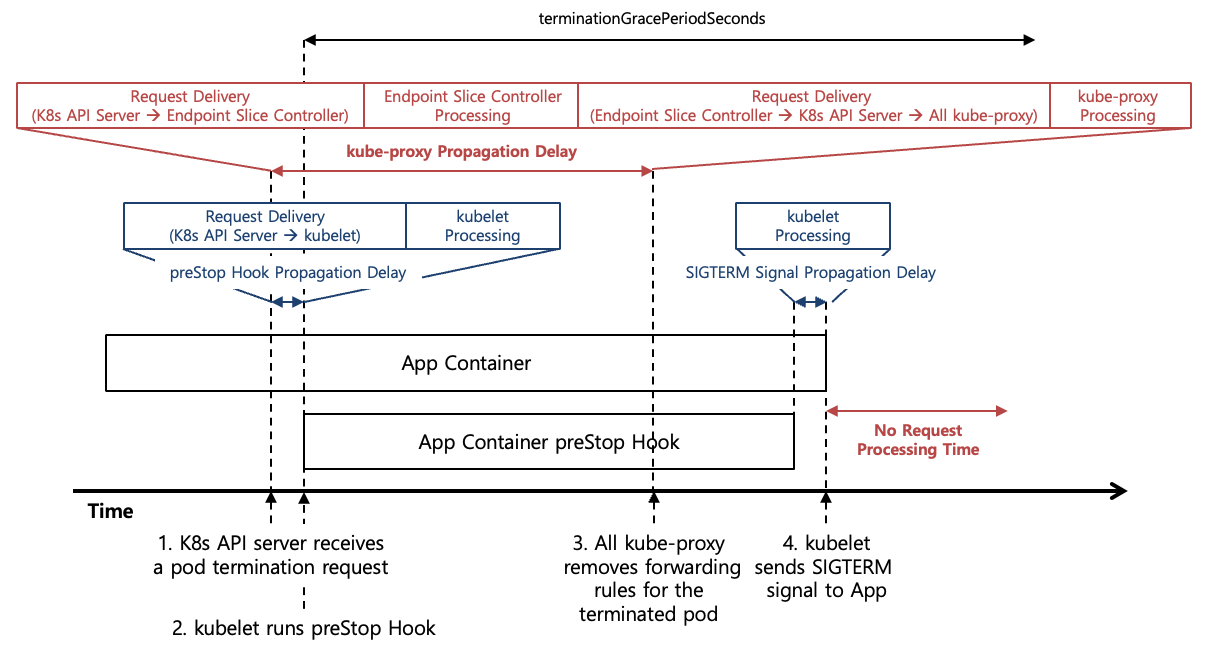 terminationGracePeriodSeconds
Request Delivery
(K8s API Server → Endpoint Slice Controller)
Endpoint Slice Controller
Processing
Request Delivery
(Endpoint Slice Controller → K8s API Server → All kube-proxy)
kube-proxy
Processing
kube-proxy Propagation Delay
Request Delivery
(K8s API Server → kubelet)
kubelet
Processing
kubelet
Processing
preStop Hook Propagation Delay
SIGTERM Signal Propagation Delay
App Container
App Container preStop Hook
No Request
Processing Time
Time
1. K8s API server receives
a pod termination request
2. kubelet runs preStop Hook
3. All kube-proxy
removes forwarding
rules for the
terminated pod
4. kubelet
sends SIGTERM
signal to App